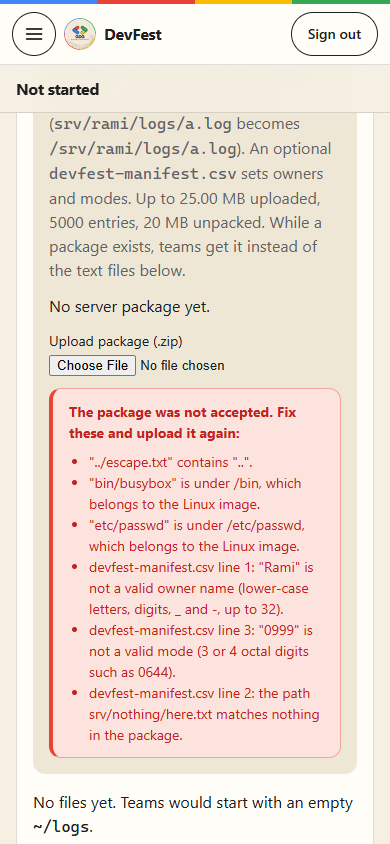 DevFest
Sign out
Not started
(srv/rami/logs/a.log becomes
/srv/rami/logs/a.log). An optional
devfest-manifest.csv sets owners
and modes. Up to 25.00 MB uploaded,
5000 entries, 20 MB unpacked. While a
package exists, teams get it instead of
the text files below.
No server package yet.
Upload package (.zip)
Choose File No file chosen
The package was not accepted. Fix
these and upload it again:
• "../escape.txt" contains "..".
• "bin/busybox" is under /bin, which
belongs to the Linux image.
• "etc/passwd" is under /etc/passwd,
which belongs to the Linux image.
• devfest-manifest.csv line 1: "Rami" is
not a valid owner name (lower-case
letters, digits, _ and -, up to 32).
• devfest-manifest.csv line 3: "0999" is
not a valid mode (3 or 4 octal digits
such as 0644).
• devfest-manifest.csv line 2: the path
srv/nothing/here.txt matches nothing
in the package.
No files yet. Teams would start with an empty
~/logs.